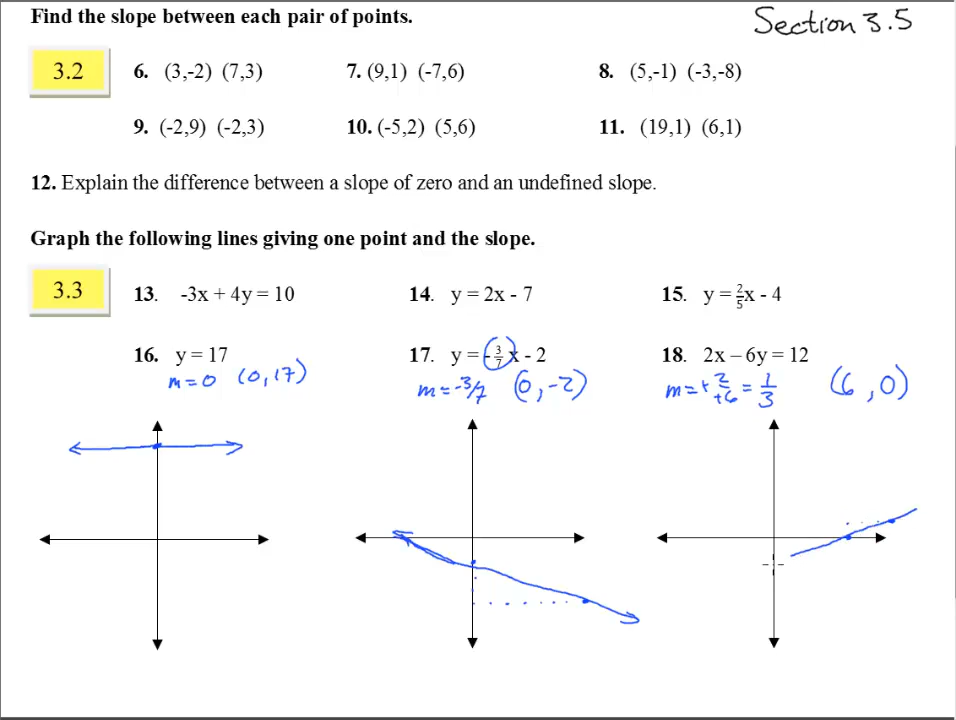 Find the slope between each pair of points.
Section 3.5
3.2
6. (3,-2) (7,3) 7. (9,1) (-7,6) 8. (5,-1) (-3,-8)
9. (-2,9) (-2,3) 10. (-5,2) (5,6) 11. (19,1) (6,1)
12. Explain the difference between a slope of zero and an undefined slope.
Graph the following lines giving one point and the slope.
3.3
13. -3x + 4y = 10 14. y = 2x - 7 15. y = 2/5x - 4
16. y = 17 17. y = -3/7x - 2 18. 2x – 6y = 12
m=0 (0,17) m=-3/7 (0,-2) m=+2/+6=1/3 (6,0)